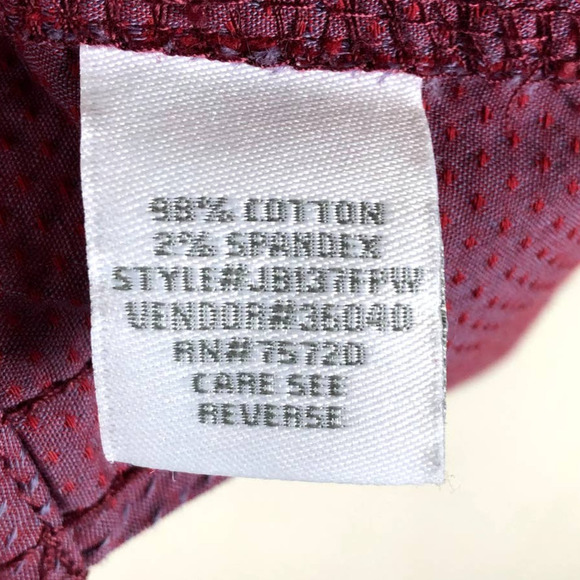 98% COTTON
2% SPANDEX
STYLE#JB137FPW
VENDOR#36040
RN#75720
CARE SEE
REVERSE